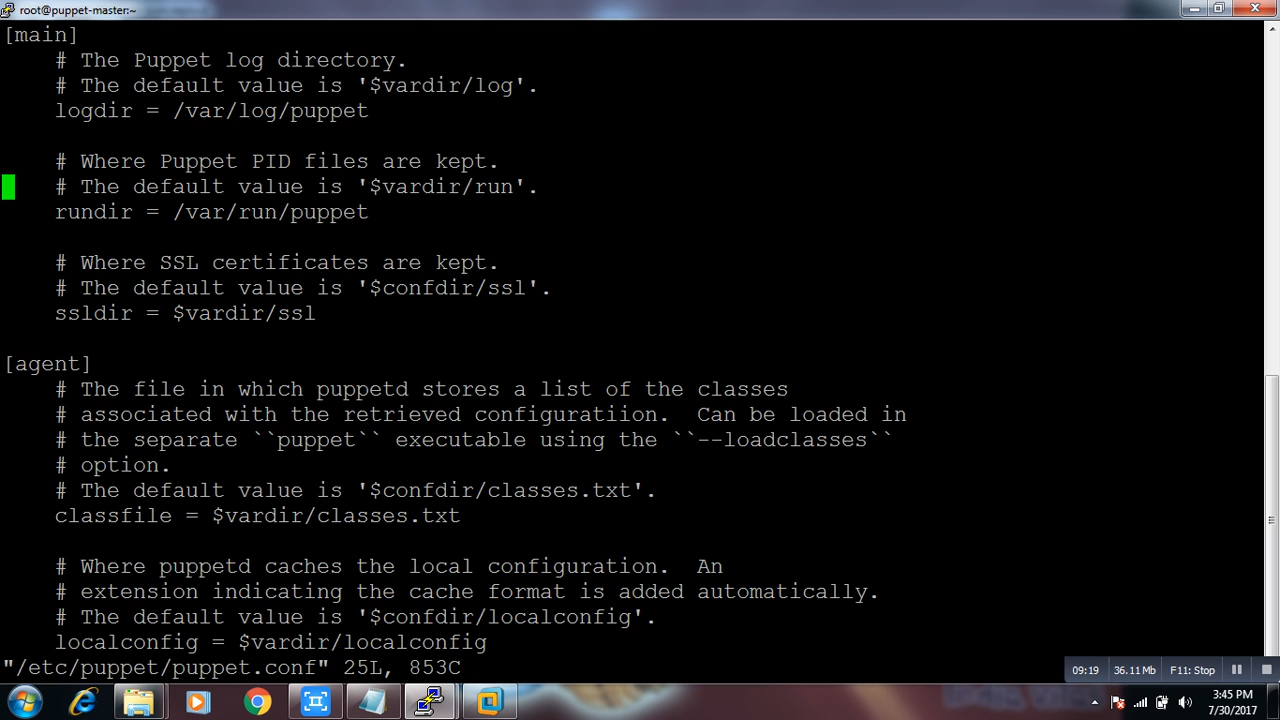 root@puppet-master:~
[main]
# The Puppet log directory.
# The default value is '$vardir/log'.
logdir = /var/log/puppet
# Where Puppet PID files are kept.
# The default value is '$vardir/run'.
rundir = /var/run/puppet
# Where SSL certificates are kept.
# The default value is '$confdir/ssl'.
ssldir = $vardir/ssl
[agent]
# The file in which puppetd stores a list of the classes
# associated with the retrieved configuratiion.  Can be loaded in
# the separate ``puppet`` executable using the ``--loadclasses``
# option.
# The default value is '$confdir/classes.txt'.
classfile = $vardir/classes.txt
# Where puppetd caches the local configuration.  An
# extension indicating the cache format is added automatically.
# The default value is '$confdir/localconfig'.
localconfig = $vardir/localconfig
"/etc/puppet/puppet.conf" 25L, 853C
09:19 36.11 Mb F11: Stop
3:45 PM
7/30/2017